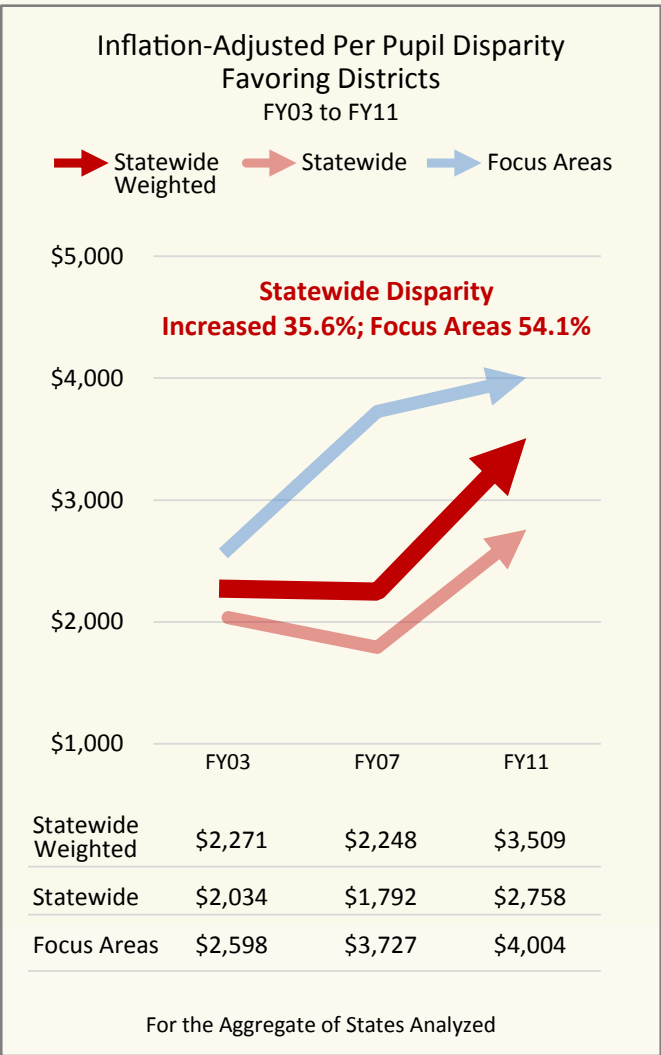 Inflation-Adjusted Per Pupil Disparity
Favoring Districts
FY03 to FY11
Statewide Weighted Statewide Focus Areas
$5,000
Statewide Disparity
Increased 35.6%; Focus Areas 54.1%
$4,000
$3,000
$2,000
$1,000
FY03 FY07 FY11
Statewide Weighted $2,271 $2,248 $3,509
Statewide $2,034 $1,792 $2,758
Focus Areas $2,598 $3,727 $4,004
For the Aggregate of States Analyzed